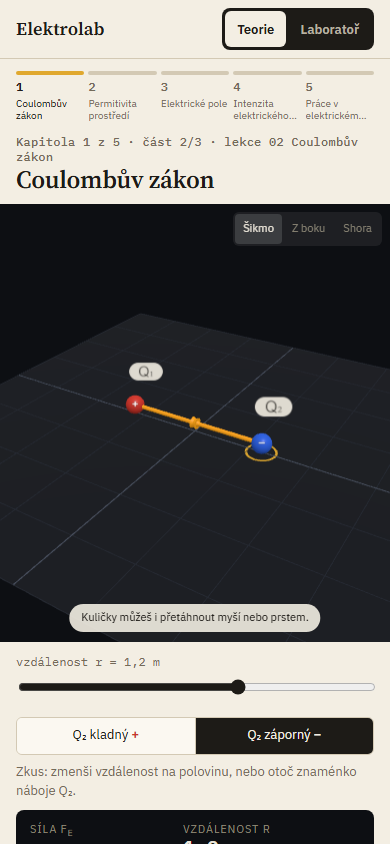 Elektrolab
Teorie Laboratoř
1 2 3 4 5
Coulombův zákon
Permitivita prostředí
Elektrické pole
Intenzita elektrického...
Práce v elektrickém...
Kapitola 1 z 5 · část 2/3 · lekce 02 Coulombův
zákon
Coulombův zákon
Šikmo Z boku Shora
Q₁
+
Q₂
−
Kuličky můžeš i přetáhnout myší nebo prstem.
vzdálenost r = 1,2 m
Q₂ kladný + Q₂ záporný −
Zkus: zmenši vzdálenost na polovinu, nebo otoč znaménko
náboje Q₂.
SÍLA F_E VZDÁLENOST R